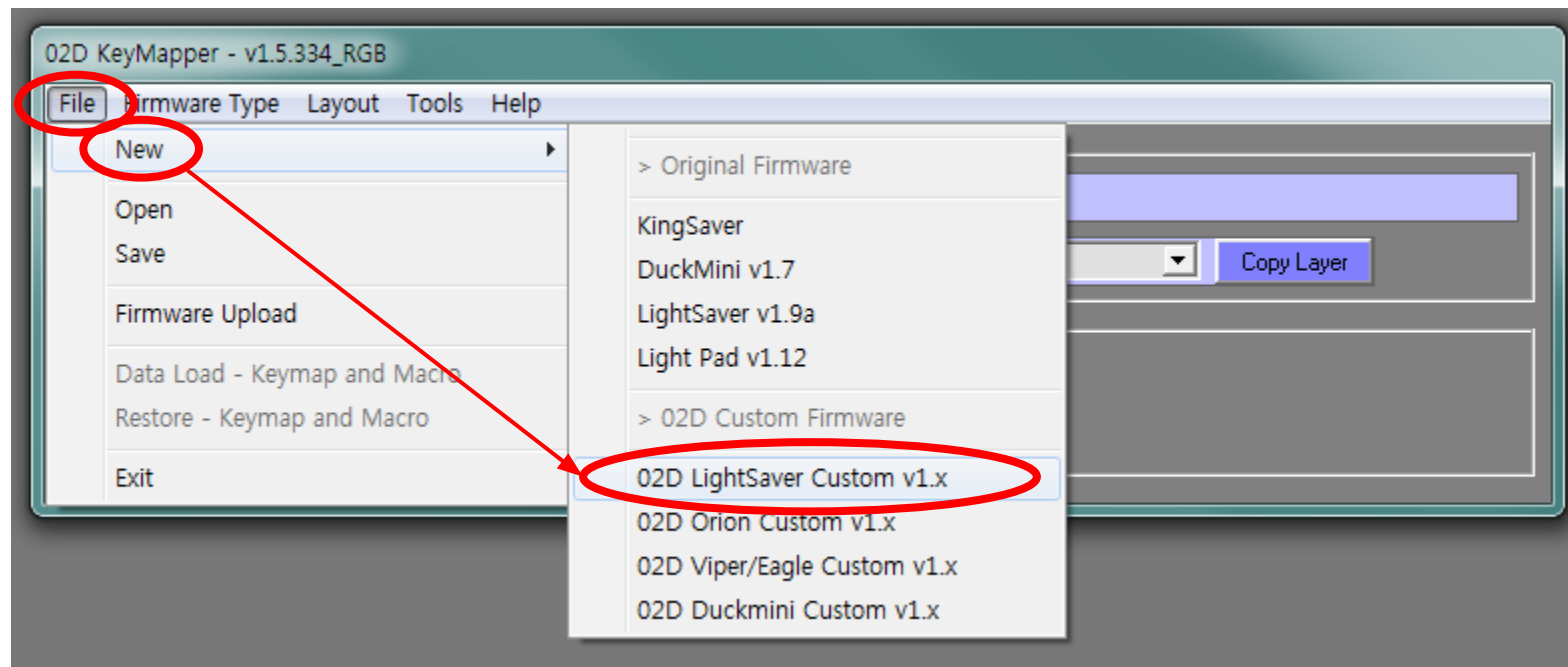 02D KeyMapper - v1.5.334_RGB
File Firmware Type Layout Tools Help
New
Open
Save
Firmware Upload
Data Load - Keymap and Macro
Restore - Keymap and Macro
Exit
> Original Firmware
KingSaver
DuckMini v1.7
LightSaver v1.9a
Light Pad v1.12
> 02D Custom Firmware
02D LightSaver Custom v1.x
02D Orion Custom v1.x
02D Viper/Eagle Custom v1.x
02D Duckmini Custom v1.x
Copy Layer